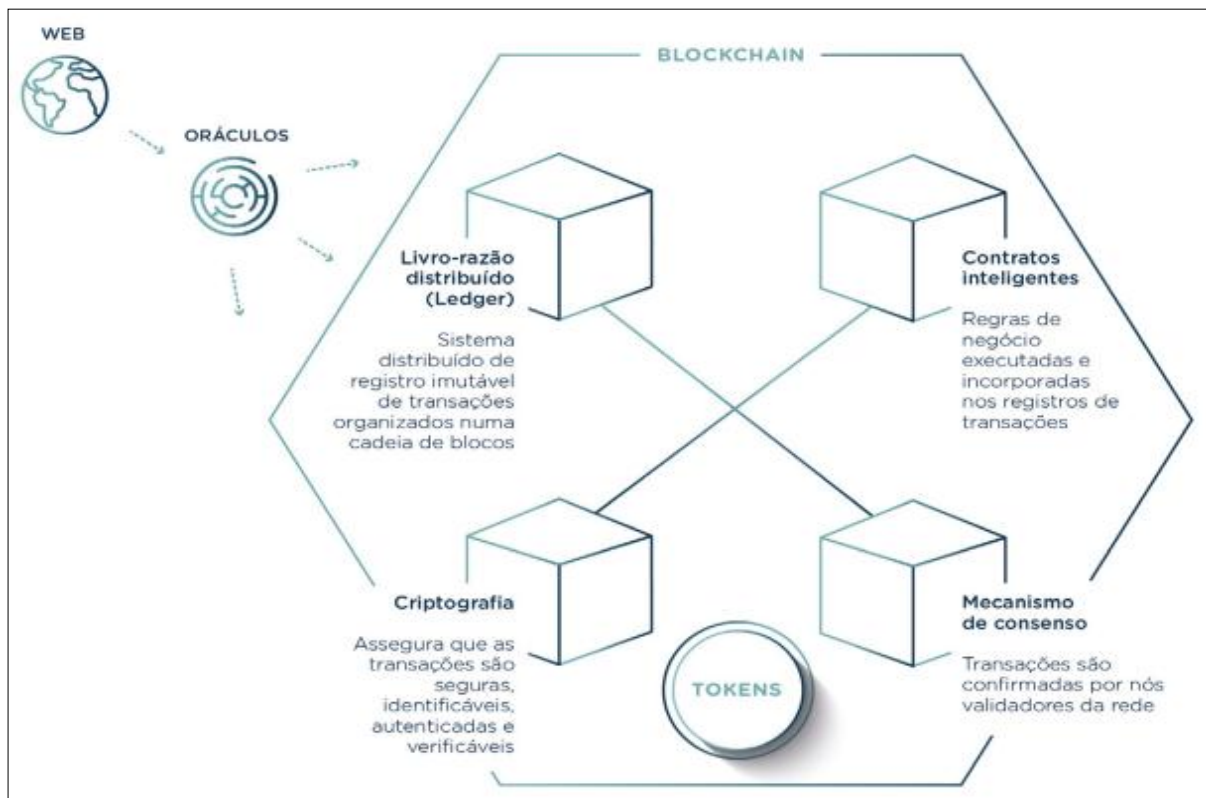 WEB
BLOCKCHAIN
ORÁCULOS
Livro-razão
distribuído
(Ledger)
Sistema
distribuído de
registro imutável
de transações
organizados numa
cadeia de blocos
Contratos
inteligentes
Regras de
negócio
executadas e
incorporadas
nos registros de
transações
Criptografia
Assegura que as
transações são
seguras,
identificáveis,
autenticadas e
verificáveis
TOKENS
Mecanismo
de consenso
Transações são
confirmadas por nós
validadores da rede